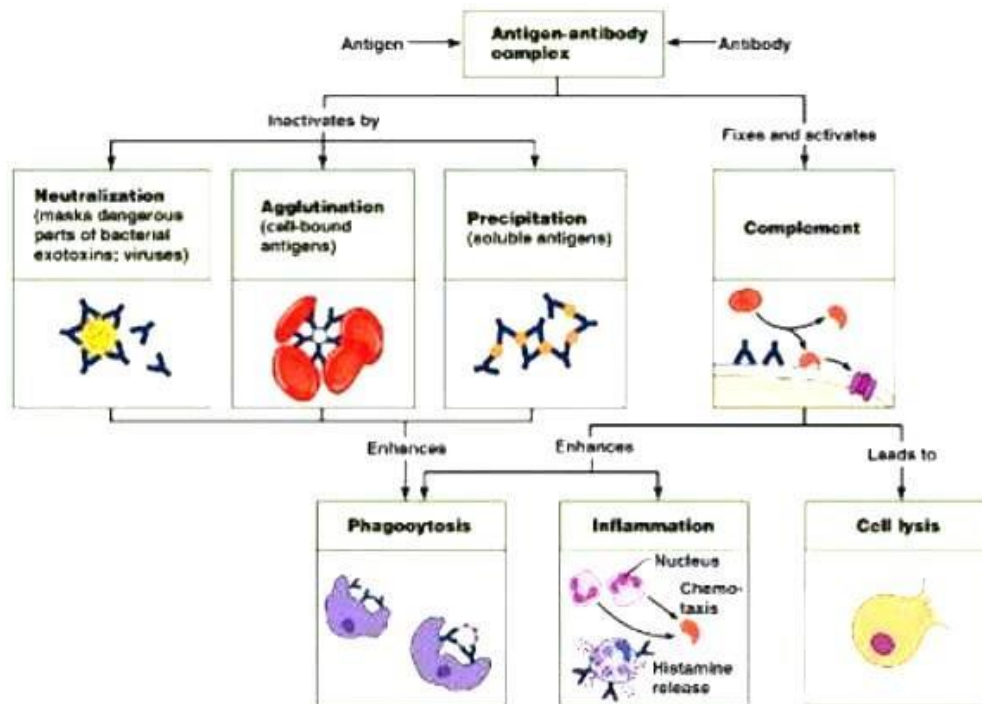 Antigen
Antigen-antibody
complex
Antibody
Inactivates by
Fixes and activates
Neutralization
(masks dangerous
parts of bacterial
exotoxins; viruses)
Agglutination
(cell-bound
antigens)
Precipitation
(soluble antigens)
Complement
Enhances
Enhances
Leads to
Phagocytosis
Inflammation
Cell lysis
Nucleus
Chemo-
taxis
Histamine
release